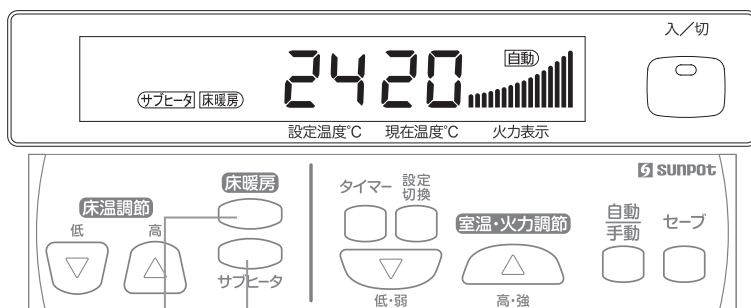 入／切
自動
サブヒータ 床暖房 24 20
設定温度℃ 現在温度℃ 火力表示
sunpot
床暖房
床温調節
低 高
サブヒータ
タイマー 設定切換
室温・火力調節
低・弱 高・強
自動
手動
セーブ